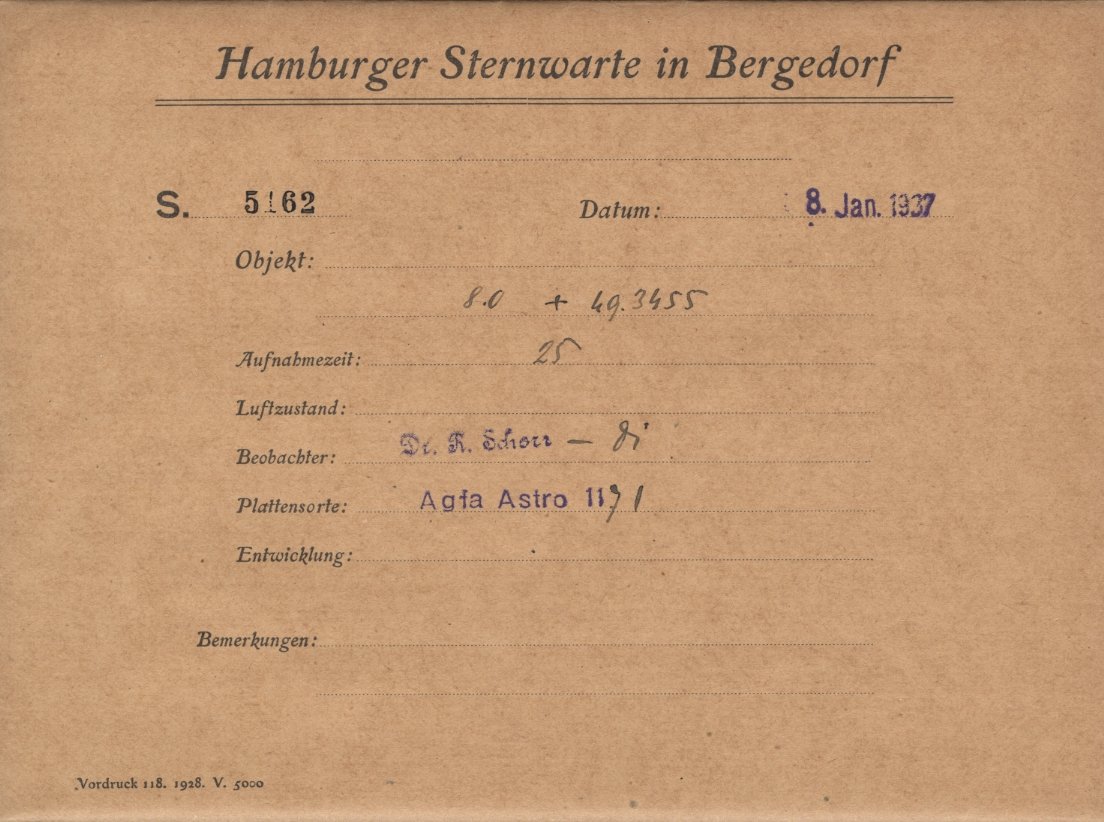 Hamburger Sternwarte in Bergedorf
S. 5162 Datum: 8. Jan. 1937
Objekt:
8.0 + 49.3455
Aufnahmezeit: 25
Luftzustand:
Beobachter: Dr. R. Schorr — di
Plattensorte: Agfa Astro 1171
Entwicklung:
Bemerkungen:
Vordruck 118. 1928. V. 5000